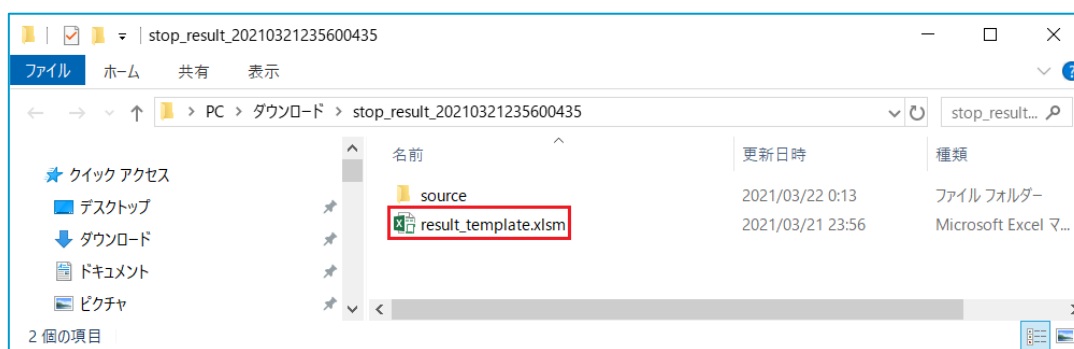 stop_result_20210321235600435
ファイル ホーム 共有 表示
PC > ダウンロード > stop_result_20210321235600435 stop_result...
名前 更新日時 種類
クイック アクセス
source 2021/03/22 0:13 ファイル フォルダー
デスクトップ
result_template.xlsm 2021/03/21 23:56 Microsoft Excel マ...
ダウンロード
ドキュメント
ピクチャ
2 個の項目